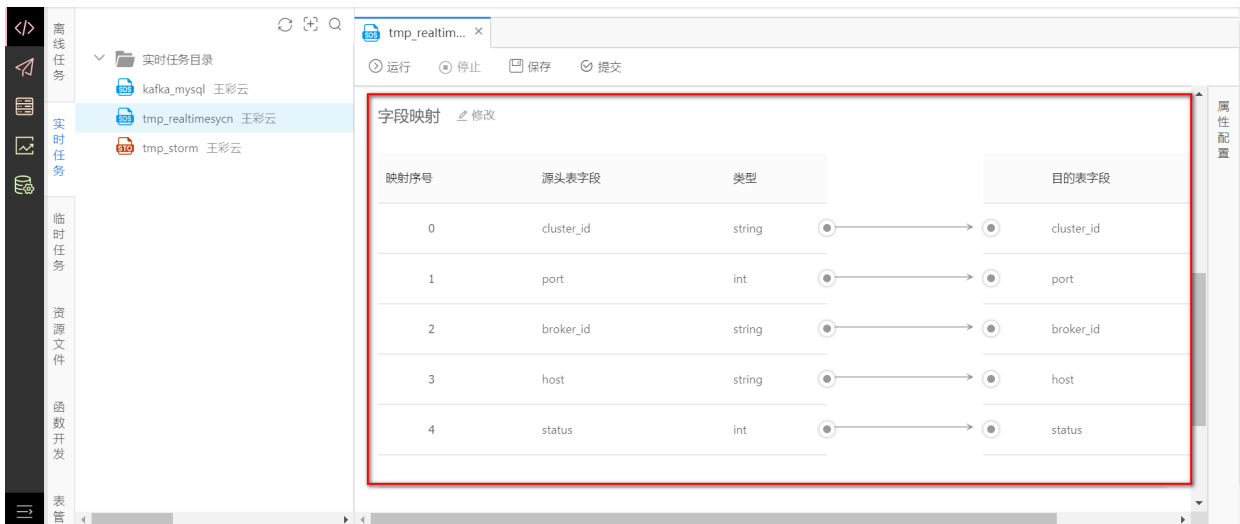 离线任务
实时任务
临时任务
资源文件
函数开发
表管
实时任务目录
SDS kafka_mysql 王彩云
SDS tmp_realtimesycn 王彩云
STO tmp_storm 王彩云
SDS tmp_realtim... ×
运行 停止 保存 提交
字段映射 修改
映射序号 源头表字段 类型 目的表字段
0 cluster_id string cluster_id
1 port int port
2 broker_id string broker_id
3 host string host
4 status int status
属性配置